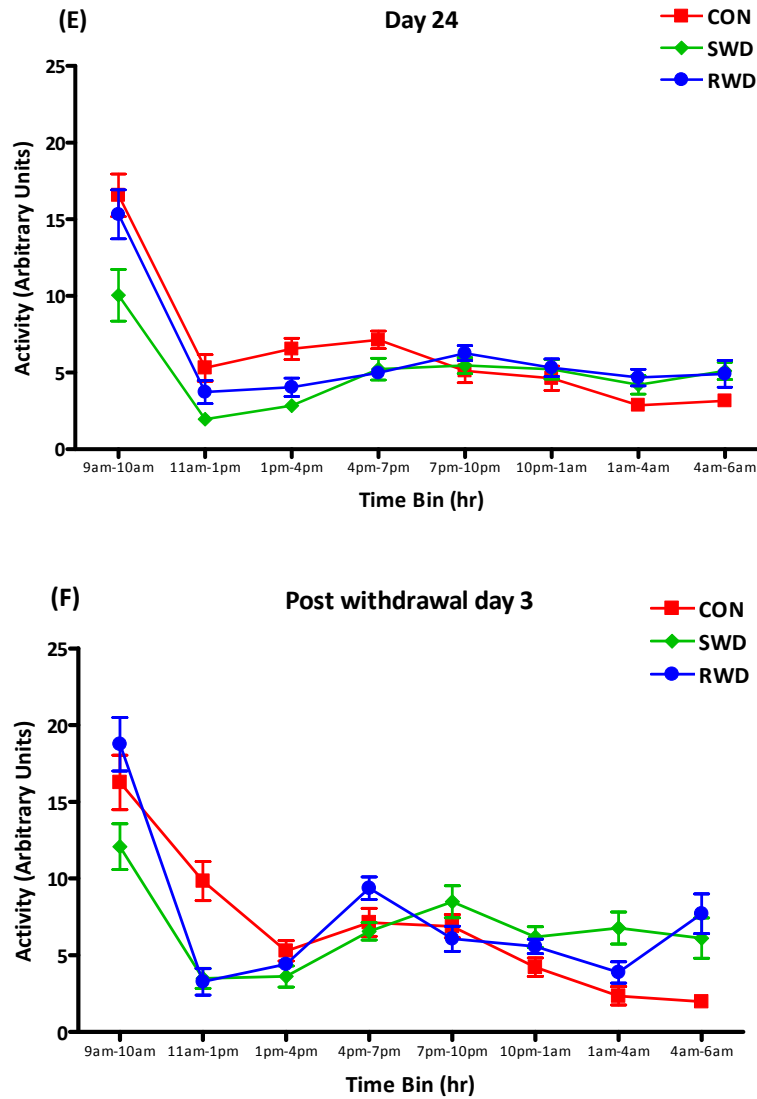 (E)
Day 24
CON
SWD
RWD
25
20
15
10
5
0
Activity (Arbitrary Units)
9am-10am 11am-1pm 1pm-4pm 4pm-7pm 7pm-10pm 10pm-1am 1am-4am 4am-6am
Time Bin (hr)
(F)
Post withdrawal day 3
CON
SWD
RWD
25
20
15
10
5
0
Activity (Arbitrary Units)
9am-10am 11am-1pm 1pm-4pm 4pm-7pm 7pm-10pm 10pm-1am 1am-4am 4am-6am
Time Bin (hr)